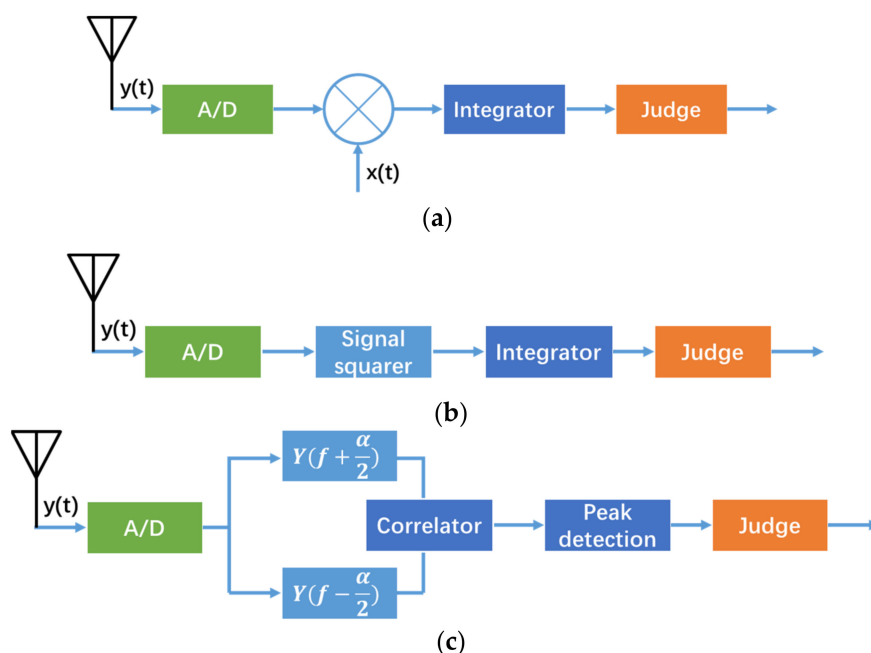 y(t)
A/D
Integrator
Judge
x(t)
(a)
y(t)
A/D
Signal
squarer
Integrator
Judge
(b)
Y(f + α/2)
y(t)
A/D
Correlator
Peak
detection
Judge
Y(f − α/2)
(c)